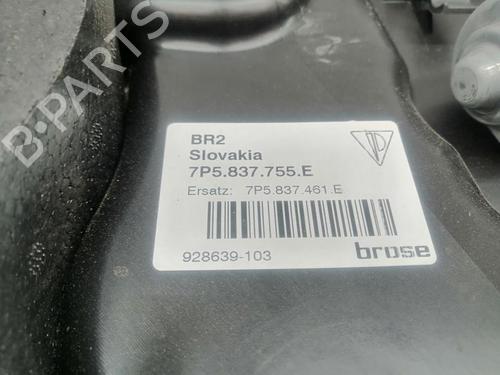 BR2
Slovakia
7P5.837.755.E
Ersatz: 7P5.837.461.E
928639-103
brose
B-PARTS